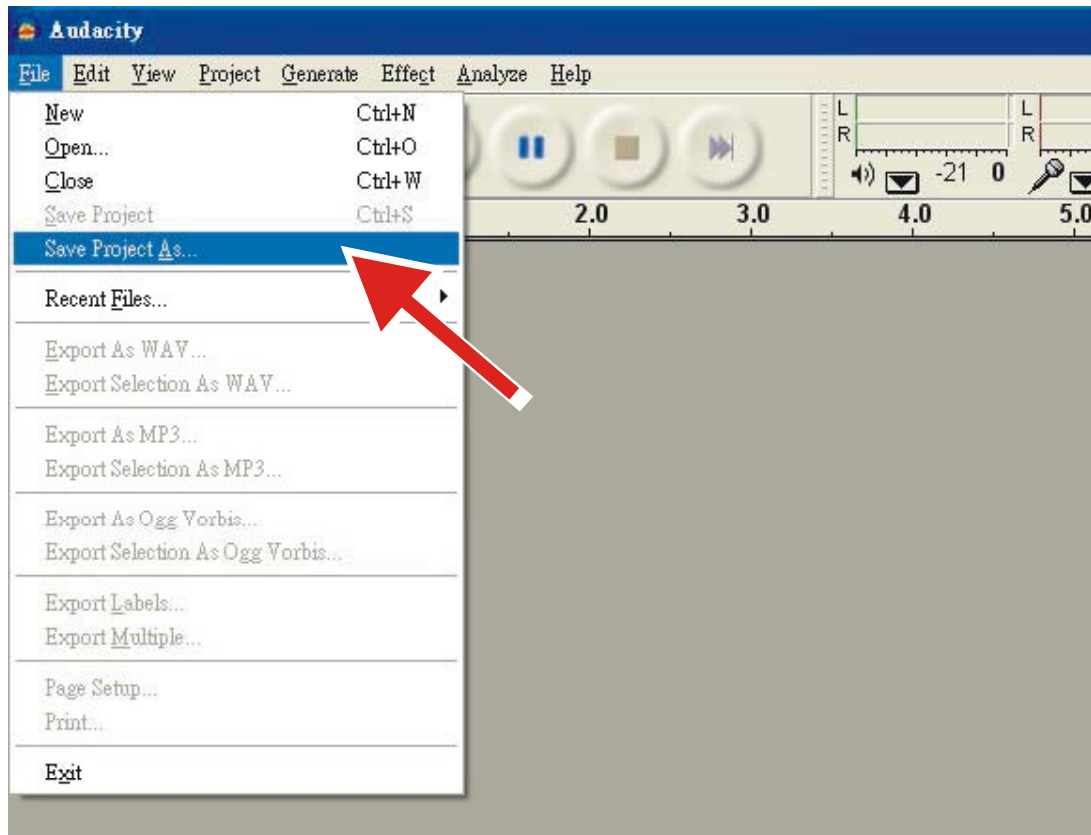 Audacity
File Edit View Project Generate Effect Analyze Help
New Ctrl+N
Open... Ctrl+O
Close Ctrl+W
Save Project Ctrl+S
Save Project As...
Recent Files...
Export As WAV...
Export Selection As WAV...
Export As MP3...
Export Selection As MP3...
Export As Ogg Vorbis...
Export Selection As Ogg Vorbis...
Export Labels...
Export Multiple...
Page Setup...
Print...
Exit
L L
R R
-21 0
2.0 3.0 4.0 5.0